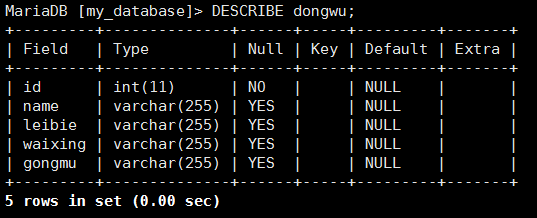 MariaDB [my_database]> DESCRIBE dongwu;
+---------+--------------+------+-----+---------+-------+
| Field   | Type         | Null | Key | Default | Extra |
+---------+--------------+------+-----+---------+-------+
| id      | int(11)      | NO   |     | NULL    |       |
| name    | varchar(255) | YES  |     | NULL    |       |
| leibie  | varchar(255) | YES  |     | NULL    |       |
| waixing | varchar(255) | YES  |     | NULL    |       |
| gongmu  | varchar(255) | YES  |     | NULL    |       |
+---------+--------------+------+-----+---------+-------+
5 rows in set (0.00 sec)